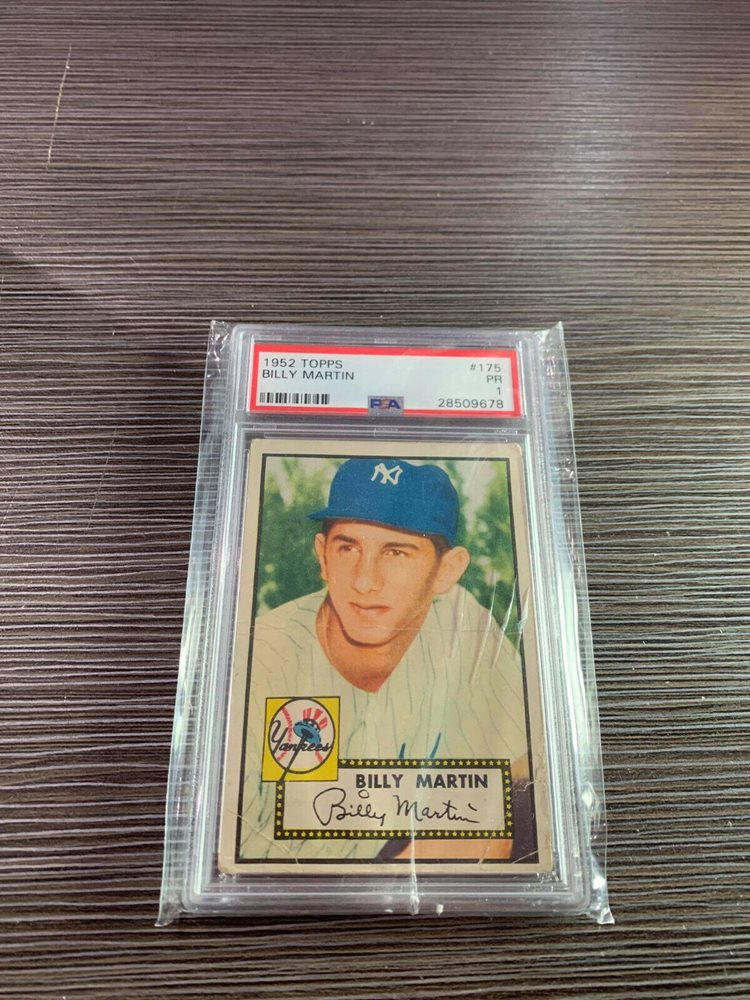 1952 TOPPS #175
BILLY MARTIN PR
1
PSA 28509678
NY
Yankees
BILLY MARTIN
Billy Martin